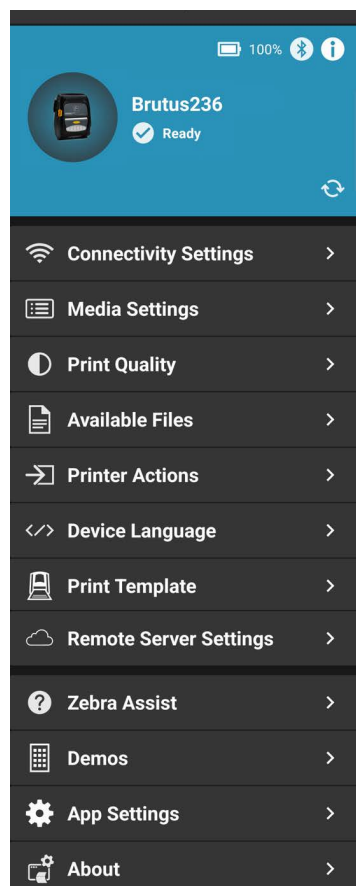 100%
Brutus236
Ready
Connectivity Settings
Media Settings
Print Quality
Available Files
Printer Actions
Device Language
Print Template
Remote Server Settings
Zebra Assist
Demos
App Settings
About